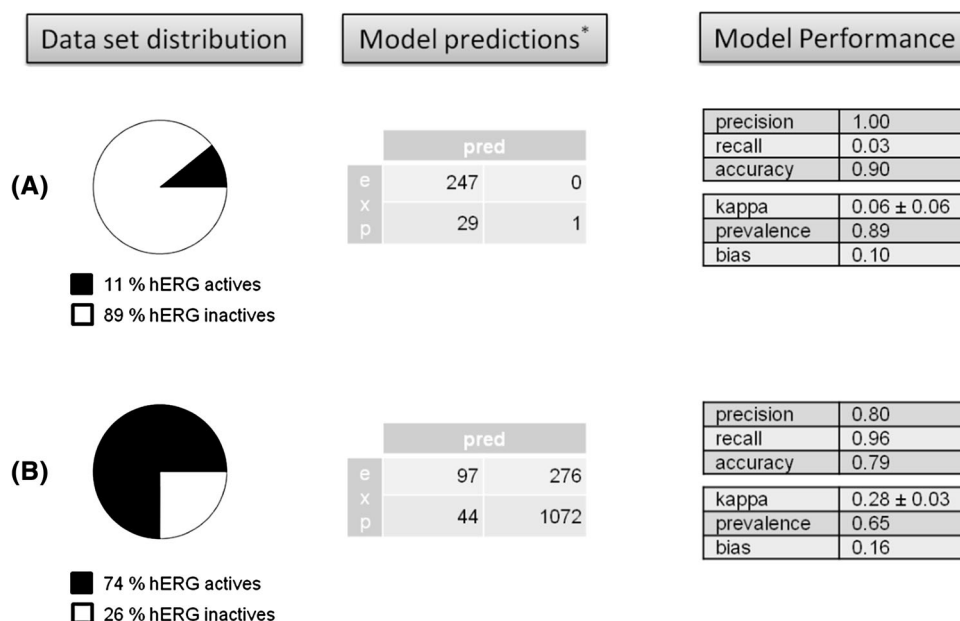 Data set distribution
Model predictions*
Model Performance
(A)
11 % hERG actives
89 % hERG inactives
pred
e
x
p
247 0
29 1
precision 1.00
recall 0.03
accuracy 0.90
kappa 0.06 ± 0.06
prevalence 0.89
bias 0.10
(B)
74 % hERG actives
26 % hERG inactives
pred
e
x
p
97 276
44 1072
precision 0.80
recall 0.96
accuracy 0.79
kappa 0.28 ± 0.03
prevalence 0.65
bias 0.16